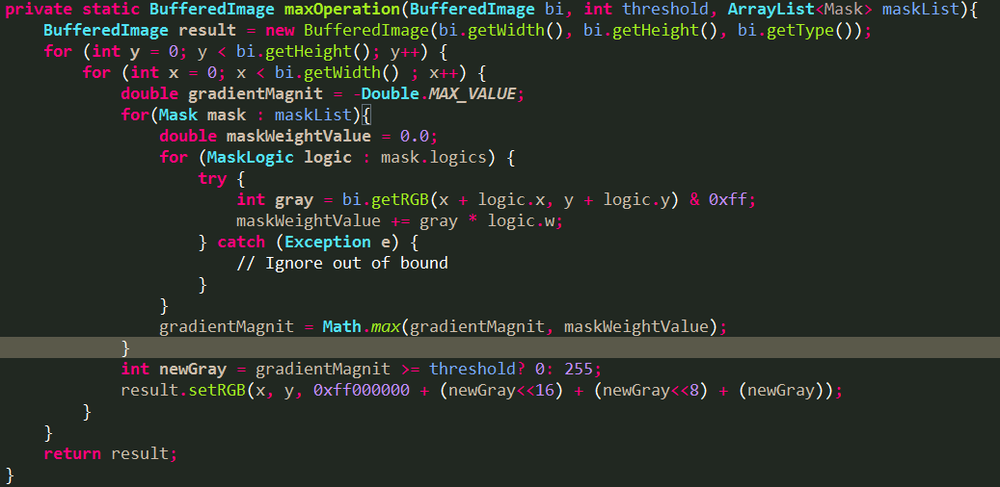 private static BufferedImage maxOperation(BufferedImage bi, int threshold, ArrayList<Mask> maskList){
    BufferedImage result = new BufferedImage(bi.getWidth(), bi.getHeight(), bi.getType());
    for (int y = 0; y < bi.getHeight(); y++) {
        for (int x = 0; x < bi.getWidth() ; x++) {
            double gradientMagnit = -Double.MAX_VALUE;
            for(Mask mask : maskList){
                double maskWeightValue = 0.0;
                for (MaskLogic logic : mask.logics) {
                    try {
                        int gray = bi.getRGB(x + logic.x, y + logic.y) & 0xff;
                        maskWeightValue += gray * logic.w;
                    } catch (Exception e) {
                        // Ignore out of bound
                    }
                }
                gradientMagnit = Math.max(gradientMagnit, maskWeightValue);
            }
            int newGray = gradientMagnit >= threshold? 0: 255;
            result.setRGB(x, y, 0xff000000 + (newGray<<16) + (newGray<<8) + (newGray));
        }
    }
    return result;
}